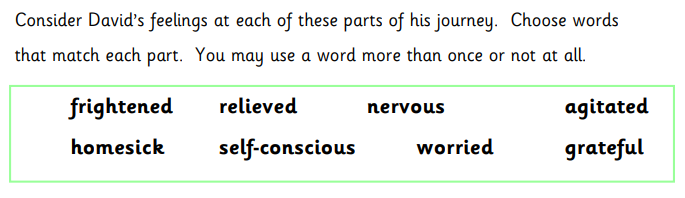 Consider David's feelings at each of these parts of his journey.  Choose words
that match each part.  You may use a word more than once or not at all.
frightened relieved nervous agitated
homesick self-conscious worried grateful